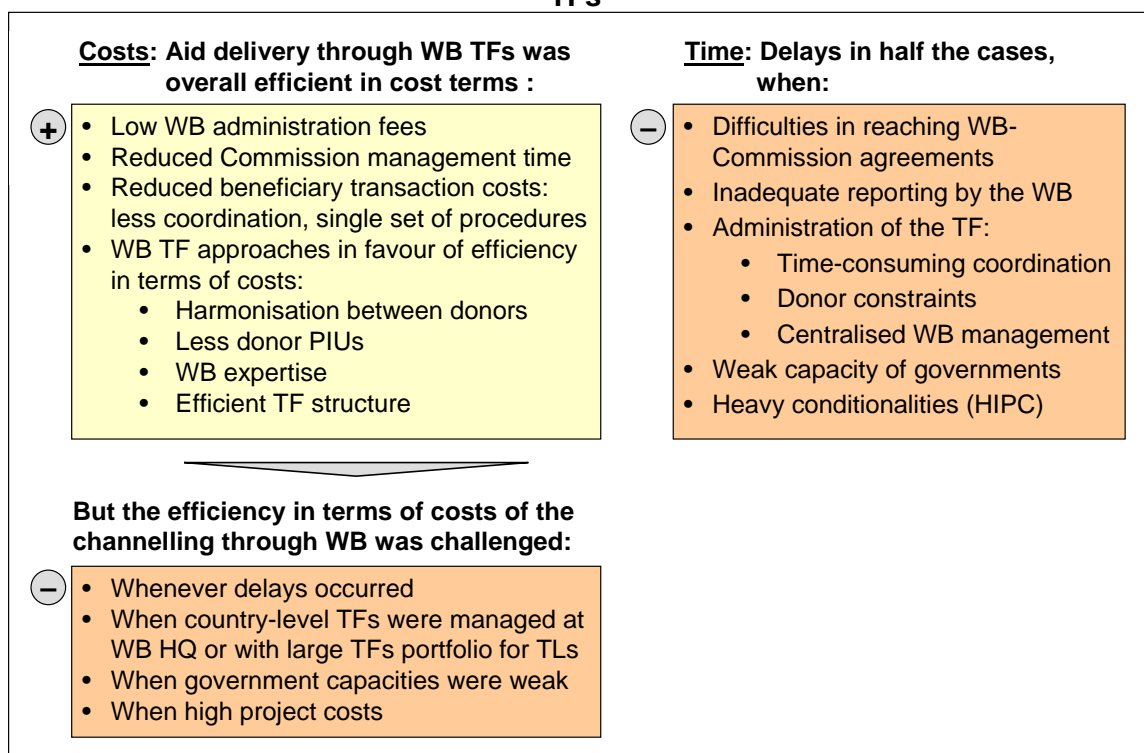 TFs
Costs: Aid delivery through WB TFs was
overall efficient in cost terms :
+
• Low WB administration fees
• Reduced Commission management time
• Reduced beneficiary transaction costs:
less coordination, single set of procedures
• WB TF approaches in favour of efficiency
in terms of costs:
• Harmonisation between donors
• Less donor PIUs
• WB expertise
• Efficient TF structure
But the efficiency in terms of costs of the
channelling through WB was challenged:
–
• Whenever delays occurred
• When country-level TFs were managed at
WB HQ or with large TFs portfolio for TLs
• When government capacities were weak
• When high project costs
Time: Delays in half the cases,
when:
–
• Difficulties in reaching WB-
Commission agreements
• Inadequate reporting by the WB
• Administration of the TF:
• Time-consuming coordination
• Donor constraints
• Centralised WB management
• Weak capacity of governments
• Heavy conditionalities (HIPC)